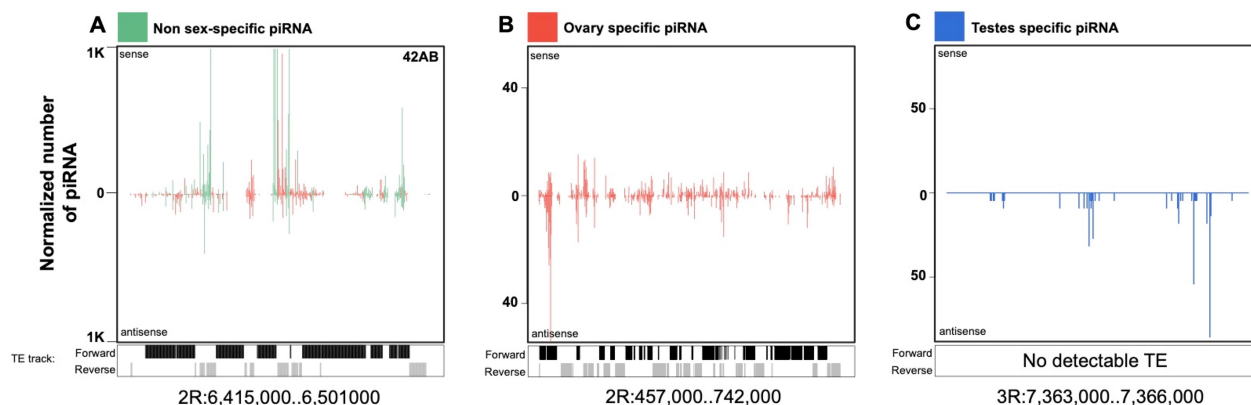 A
Non sex-specific piRNA
B
Ovary specific piRNA
C
Testes specific piRNA
Normalized number
of piRNA
1K
0
1K
sense
42AB
antisense
40
0
40
sense
antisense
50
0
50
sense
antisense
TE track:
Forward
Reverse
2R:6,415,000..6,501000
Forward
Reverse
2R:457,000..742,000
Forward
Reverse
No detectable TE
3R:7,363,000..7,366,000